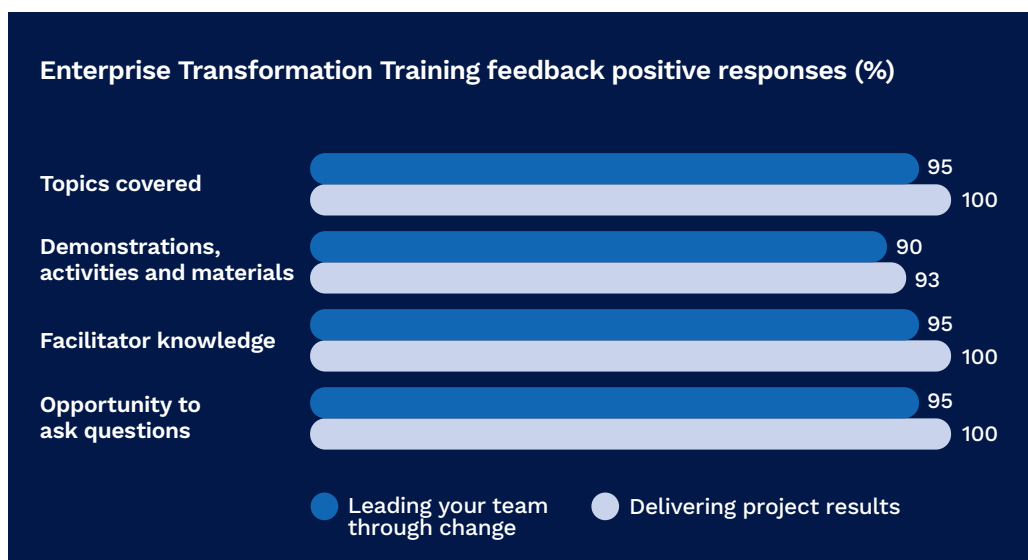 Enterprise Transformation Training feedback positive responses (%)
Topics covered
95
100
Demonstrations,
activities and materials
90
93
Facilitator knowledge
95
100
Opportunity to
ask questions
95
100
Leading your team
through change
Delivering project results